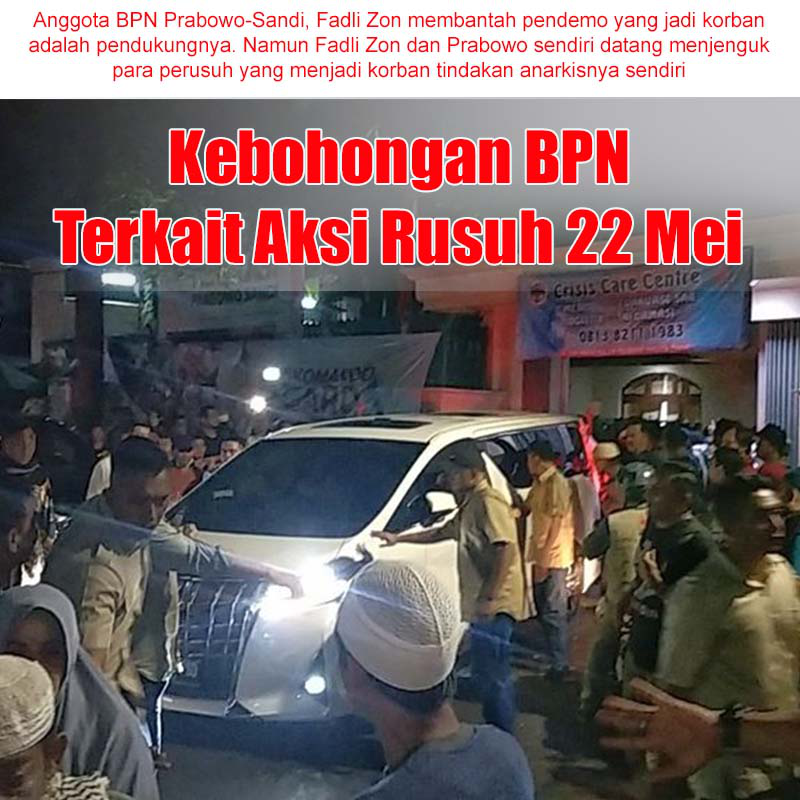 Anggota BPN Prabowo-Sandi, Fadli Zon membantah pendemo yang jadi korban
adalah pendukungnya. Namun Fadli Zon dan Prabowo sendiri datang menjenguk
para perusuh yang menjadi korban tindakan anarkisnya sendiri
Kebohongan BPN
Terkait Aksi Rusuh 22 Mei
Crisis Care Centre
0813 8211 1983
KOMANDO